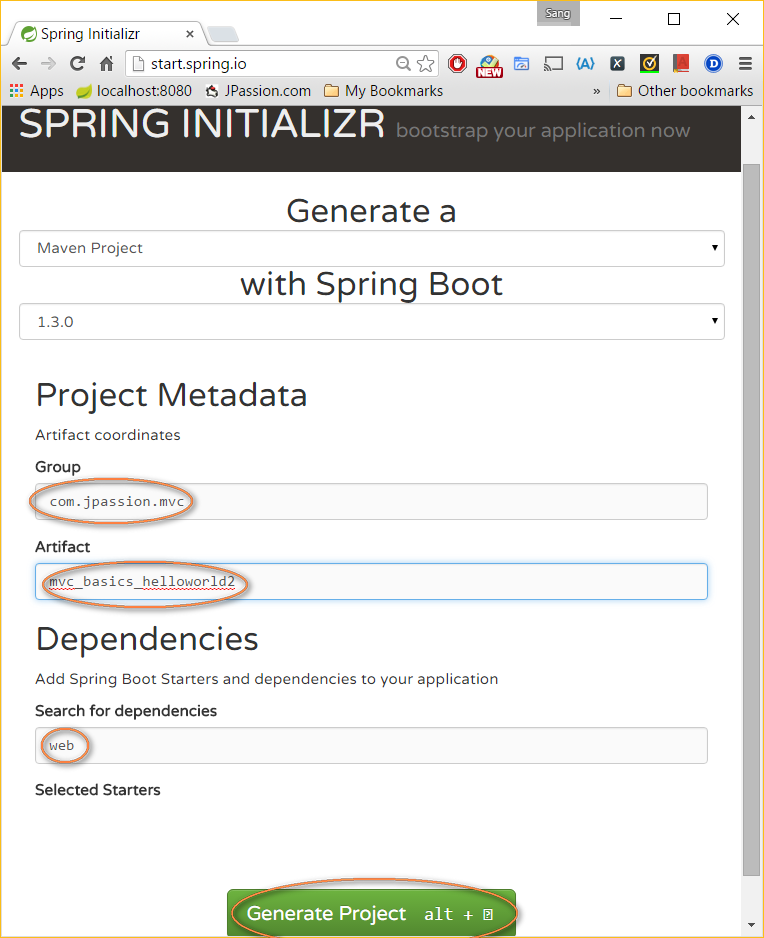 Sang
Spring Initializr
start.spring.io
NEW
Apps localhost:8080 JPassion.com My Bookmarks » Other bookmarks
SPRING INITIALIZR bootstrap your application now
Generate a
Maven Project
with Spring Boot
1.3.0
Project Metadata
Artifact coordinates
Group
com.jpassion.mvc
Artifact
mvc_basics_helloworld2
Dependencies
Add Spring Boot Starters and dependencies to your application
Search for dependencies
web
Selected Starters
Generate Project alt +